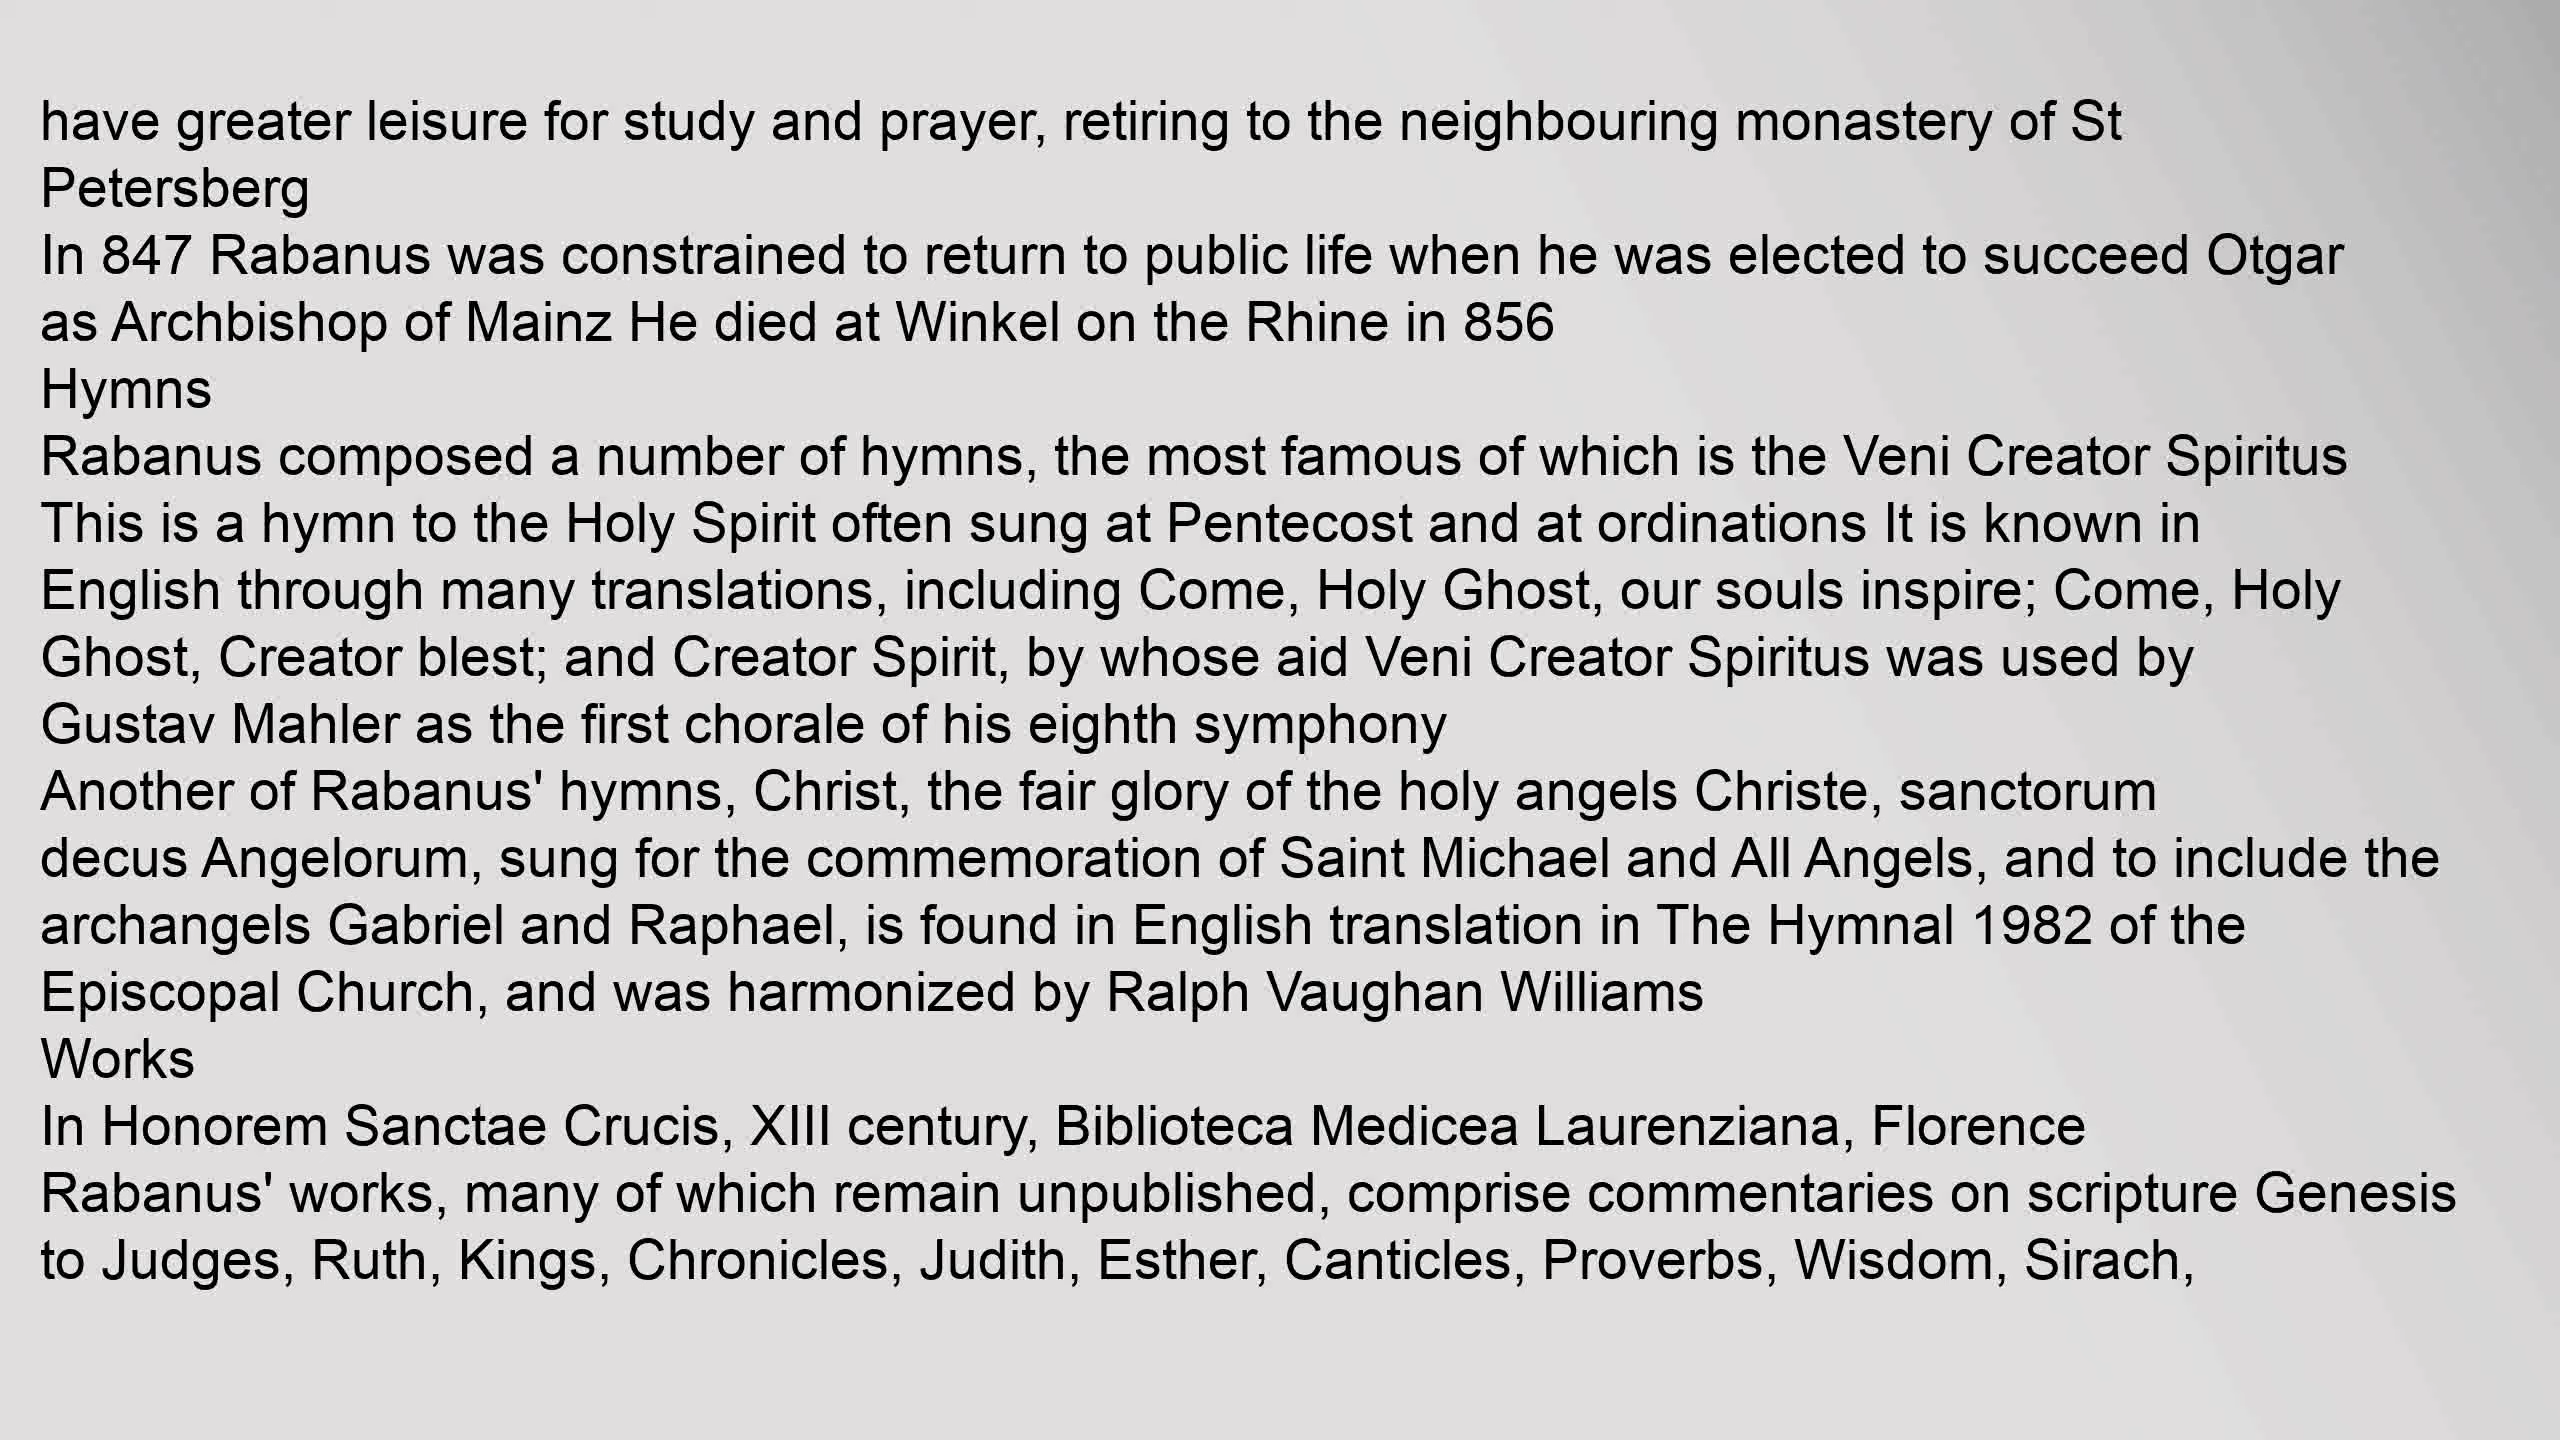 have greater leisure for study and prayer, retiring to the neighbouring monastery of St
Petersberg
In 847 Rabanus was constrained to return to public life when he was elected to succeed Otgar
as Archbishop of Mainz He died at Winkel on the Rhine in 856
Hymns
Rabanus composed a number of hymns, the most famous of which is the Veni Creator Spiritus
This is a hymn to the Holy Spirit often sung at Pentecost and at ordinations It is known in
English through many translations, including Come, Holy Ghost, our souls inspire; Come, Holy
Ghost, Creator blest; and Creator Spirit, by whose aid Veni Creator Spiritus was used by
Gustav Mahler as the first chorale of his eighth symphony
Another of Rabanus' hymns, Christ, the fair glory of the holy angels Christe, sanctorum
decus Angelorum, sung for the commemoration of Saint Michael and All Angels, and to include the
archangels Gabriel and Raphael, is found in English translation in The Hymnal 1982 of the
Episcopal Church, and was harmonized by Ralph Vaughan Williams
Works
In Honorem Sanctae Crucis, XIII century, Biblioteca Medicea Laurenziana, Florence
Rabanus' works, many of which remain unpublished, comprise commentaries on scripture Genesis
to Judges, Ruth, Kings, Chronicles, Judith, Esther, Canticles, Proverbs, Wisdom, Sirach,